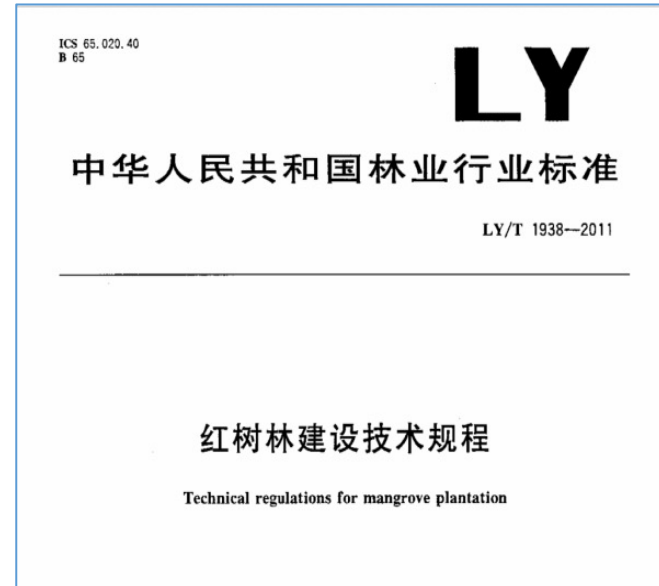 ICS 65.020.40
B 65
LY
中华人民共和国林业行业标准
LY/T 1938—2011
红树林建设技术规程
Technical regulations for mangrove plantation